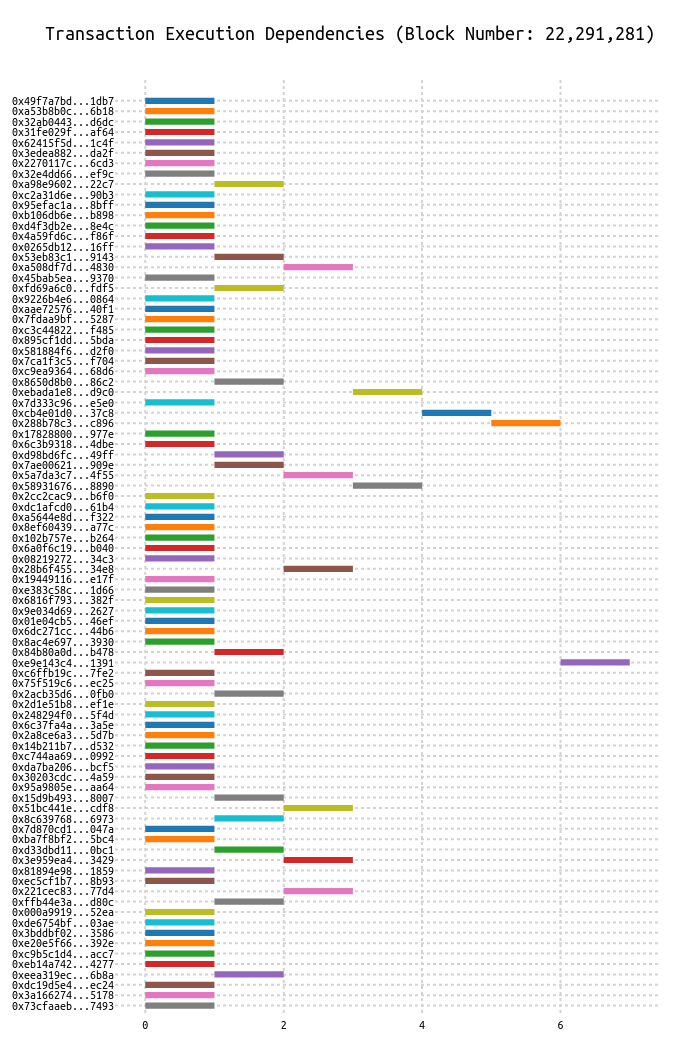 Transaction Execution Dependencies (Block Number: 22,291,281)
0x49f7a7bd...1db7
0xa53b8b0c...6b18
0x32ab0443...d6dc
0x31fe029f...af64
0x62415f5d...1c4f
0x3edea882...da2f
0x2270117c...6cd3
0x32e4dd66...ef9c
0xa98e9602...22c7
0xc2a31d6e...90b3
0x95efac1a...8bff
0xb106db6e...b898
0xd4f3db2e...8e4c
0x4a59fd6c...f86f
0x0265db12...16ff
0x53eb83c1...9143
0xa508df7d...4830
0x45bab5ea...9370
0xfd69a6c0...fdf5
0x9226b4e6...0864
0xaae72576...40f1
0x7fdaa9bf...5287
0xc3c44822...f485
0x895cf1dd...5bda
0x581884f6...d2f0
0x7ca1f3c5...f704
0xc9ea9364...68d6
0x8650d8b0...86c2
0xebada1e8...d9c0
0x7d333c96...e5e0
0xcb4e01d0...37c8
0x288b78c3...c896
0x17828800...977e
0x6c3b9318...4dbe
0xd98bd6fc...49ff
0x7ae00621...909e
0x5a7da3c7...4f55
0x58931676...8890
0x2cc2cac9...b6f0
0xdc1afcd0...61b4
0xa5644e8d...f322
0x8ef60439...a77c
0x102b757e...b264
0x6a0f6c19...b040
0x08219272...34c3
0x28b6f455...34e8
0x19449116...e17f
0xe383c58c...1d66
0x6816f793...382f
0x9e034d69...2627
0x01e04cb5...46ef
0x6dc271cc...44b6
0x8ac4e697...3930
0x84b80a0d...b478
0xe9e143c4...1391
0xc6ffb19c...7fe2
0x75f519c6...ec25
0x2acb35d6...0fb0
0x2d1e51b8...ef1e
0x248294f0...5f4d
0x6c37fa4a...3a5e
0x2a8ce6a3...5d7b
0x14b211b7...d532
0xc744aa69...0992
0xda7ba206...bcf5
0x30203cdc...4a59
0x95a9805e...aa64
0x15d9b493...8007
0x51bc441e...cdf8
0x8c639768...6973
0x7d870cd1...047a
0xba7f8bf2...5bc4
0xd33dbd11...0bc1
0x3e959ea4...3429
0x81894e98...1859
0xec5cf1b7...8b93
0x221cec83...77d4
0xffb44e3a...d80c
0x000a9919...52ea
0xde6754bf...03ae
0x3bddbf02...3586
0xe20e5f66...392e
0xc9b5c1d4...acc7
0xeb14a742...4277
0xeea319ec...6b8a
0xdc19d5e4...ec24
0x3a166274...5178
0x73cfaaeb...7493
0 2 4 6